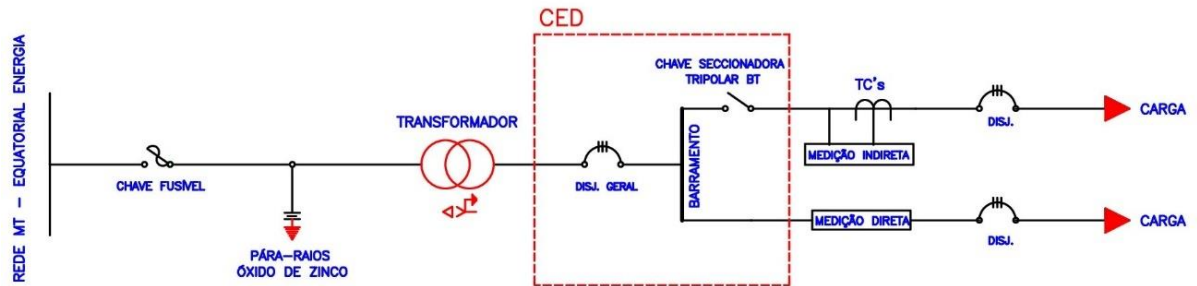 REDE MT - EQUATORIAL ENERGIA
CHAVE FUSÍVEL
PÁRA-RAIOS
ÓXIDO DE ZINCO
TRANSFORMADOR
CED
DISJ. GERAL
BARRAMENTO
CHAVE SECCIONADORA
TRIPOLAR BT
TC's
MEDIÇÃO INDIRETA
DISJ.
CARGA
MEDIÇÃO DIRETA
DISJ.
CARGA